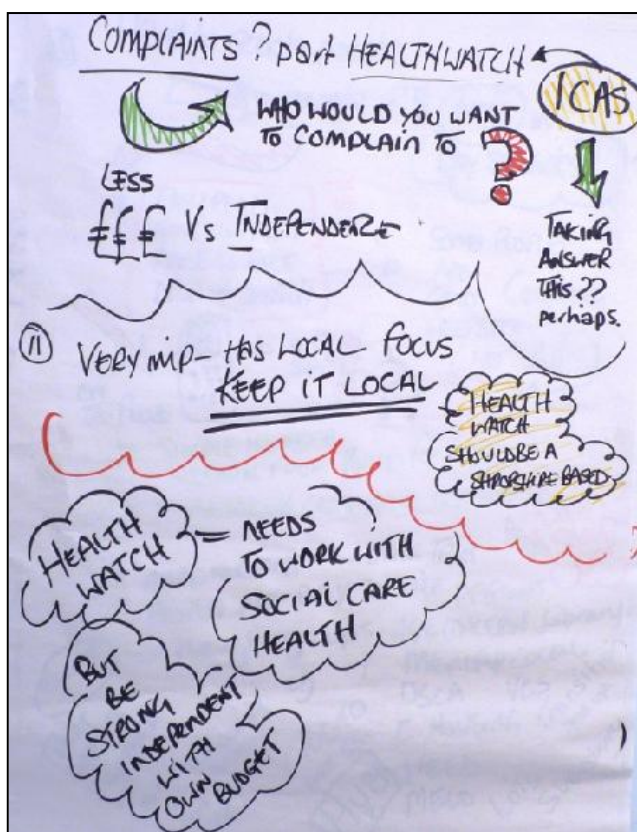 COMPLAINTS ? part HEALTHWATCH
ICAS
WHO WOULD YOU WANT
TO COMPLAIN TO ?
LESS
£££ Vs INDEPENDENCE
TAKING
ANSWER
THIS??
perhaps.
11 VERY IMP- HAS LOCAL FOCUS
KEEP IT LOCAL
HEALTH
WATCH
SHOULD BE A
SHROPSHIRE BASED
HEALTH
WATCH
NEEDS
TO WORK WITH
SOCIAL CARE
HEALTH
BUT
BE
STRONG
INDEPENDENT
WITH
OWN BUDGET